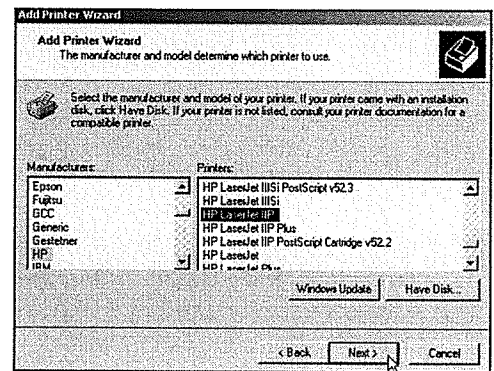 Add Printer Wizard
Add Printer Wizard
The manufacturer and model determine which printer to use.
Select the manufacturer and model of your printer. If your printer came with an installation
disk, click Have Disk. If your printer is not listed, consult your printer documentation for a
compatible printer.
Manufacturers:
Epson
Fujitsu
GCC
Generic
Gestetner
HP
IBM
Printers:
HP LaserJet IIISi PostScript v52.3
HP LaserJet IIISi
HP LaserJet IIP
HP LaserJet IIP Plus
HP LaserJet IIP PostScript Cartridge v52.2
HP LaserJet
HP LaserJet Plus
Windows Update
Have Disk...
< Back
Next >
Cancel